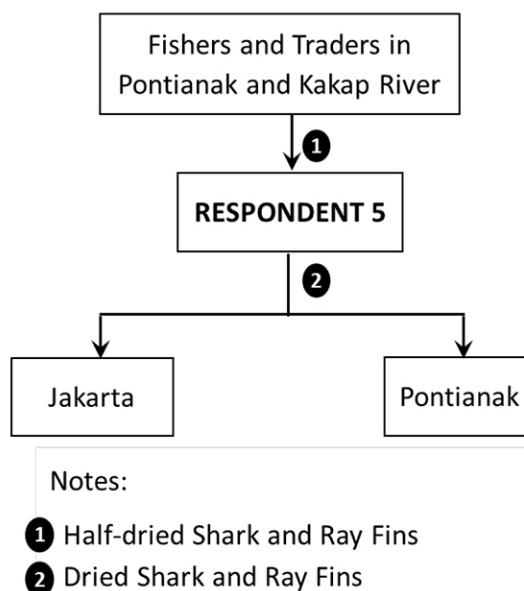 Fishers and Traders in
Pontianak and Kakap River
1
RESPONDENT 5
2
Jakarta
Pontianak
Notes:
1 Half-dried Shark and Ray Fins
2 Dried Shark and Ray Fins